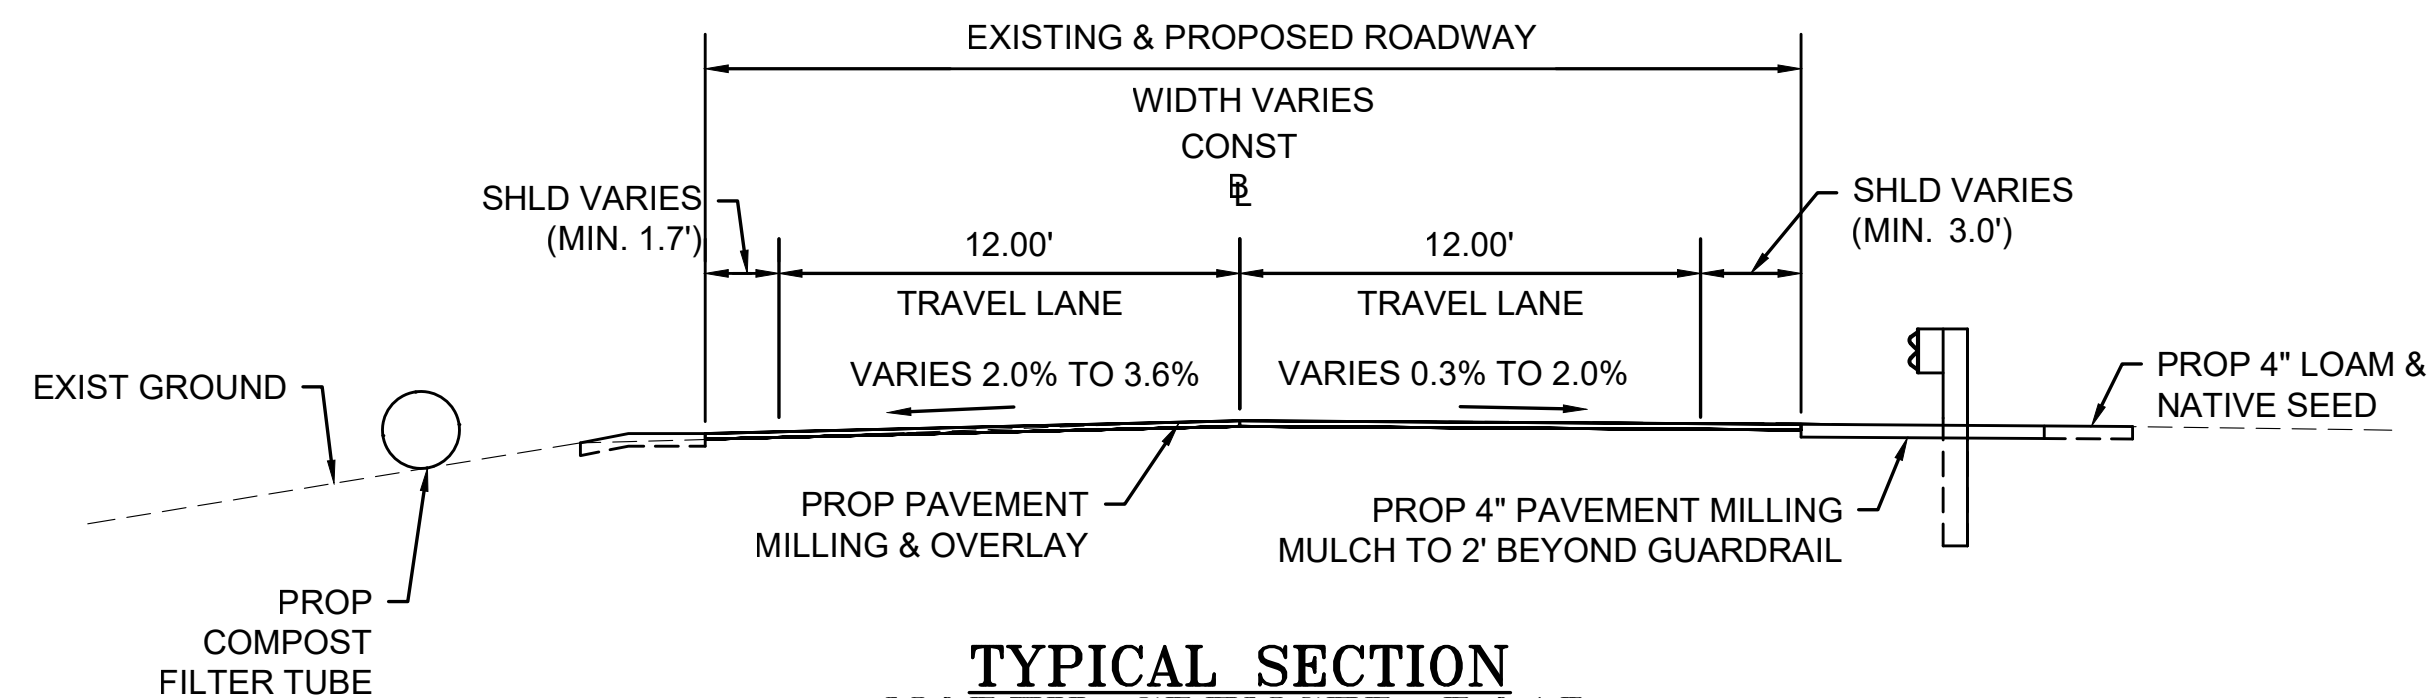 EXISTING & PROPOSED ROADWAY
WIDTH VARIES
CONST
BL
SHLD VARIES
(MIN. 1.7')
12.00'
12.00'
SHLD VARIES
(MIN. 3.0')
TRAVEL LANE
TRAVEL LANE
EXIST GROUND
VARIES 2.0% TO 3.6%
VARIES 0.3% TO 2.0%
PROP 4" LOAM &
NATIVE SEED
PROP PAVEMENT
MILLING & OVERLAY
PROP 4" PAVEMENT MILLING
MULCH TO 2' BEYOND GUARDRAIL
PROP
COMPOST
FILTER TUBE
TYPICAL SECTION